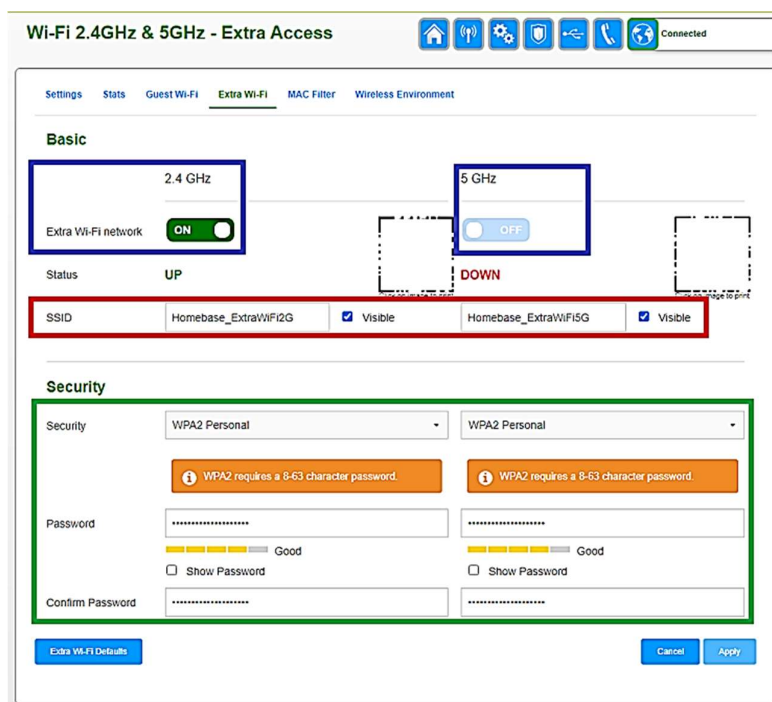 Wi-Fi 2.4GHz & 5GHz - Extra Access
Connected
Settings Stats Guest Wi-Fi Extra Wi-Fi MAC Filter Wireless Environment
Basic
2.4 GHz 5 GHz
Extra Wi-Fi network ON OFF
Status UP DOWN
image to print
SSID Homebase_ExtraWiFi2G Visible Homebase_ExtraWiFi5G Visible
Security
Security WPA2 Personal WPA2 Personal
WPA2 requires a 8-63 character password. WPA2 requires a 8-63 character password.
Password
Good Good
Show Password Show Password
Confirm Password
Extra Wi-Fi Defaults Cancel Apply